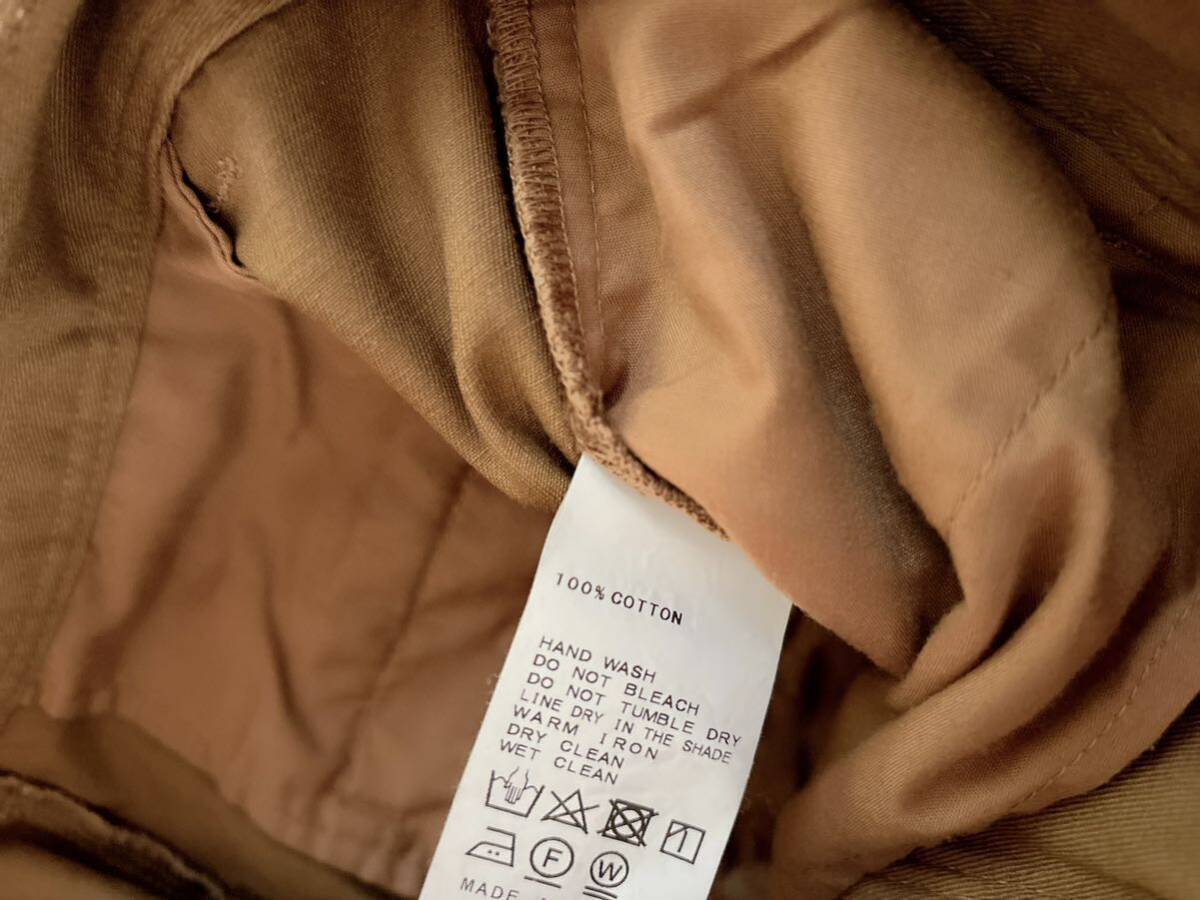 100% COTTON
HAND WASH
DO NOT BLEACH
DO NOT TUMBLE DRY
LINE DRY IN THE SHADE
WARM IRON
DRY CLEAN
WET CLEAN
F W
MADE